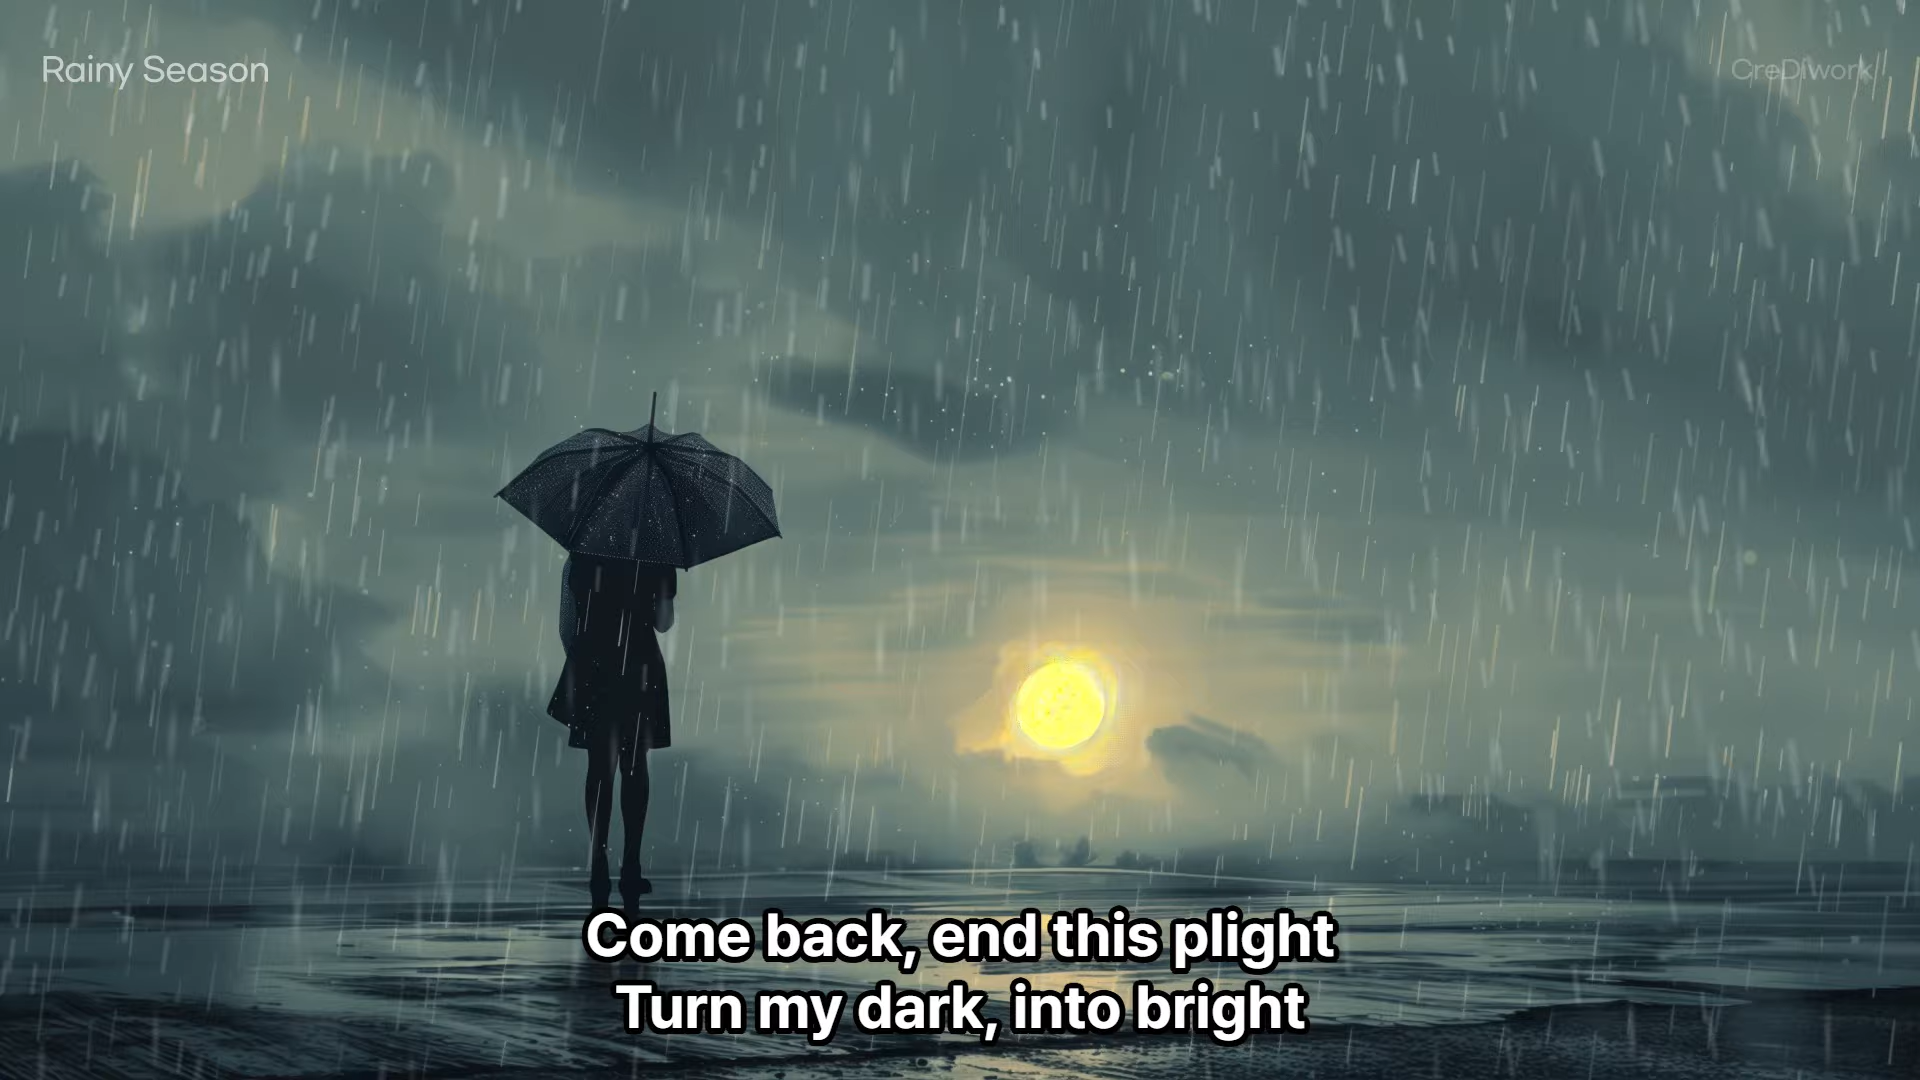 Rainy Season
CreDiwork
Come back, end this plight
Turn my dark, into bright